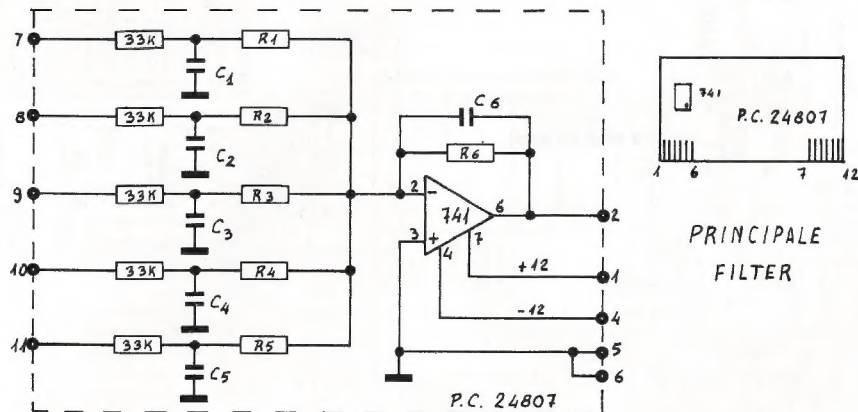 7 33K R1
C1
8 33K R2
C2
9 33K R3
C3
10 33K R4
C4
11 33K R5
C5
C6
R6
2 - 741 6 2
3 + 4 7
+12 1
-12 4
5
6
P.C. 24807
741
P.C. 24807
1 6 7 12
PRINCIPALE
FILTER